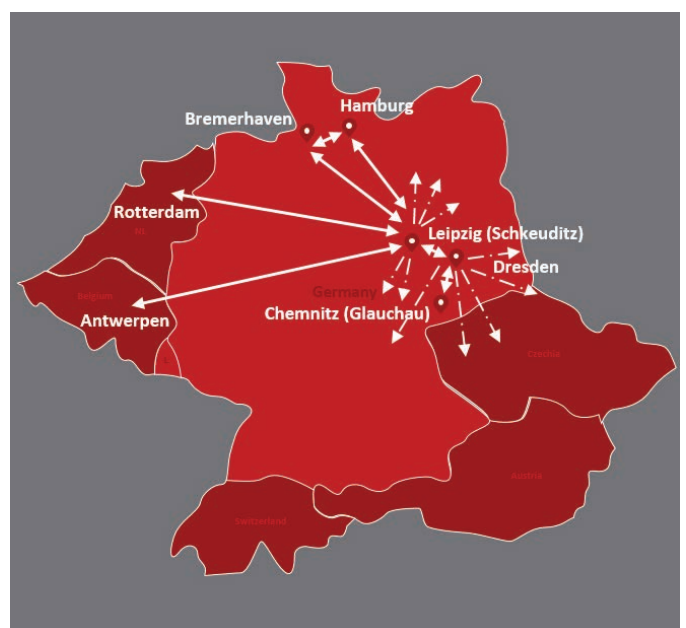 Hamburg
Bremerhaven
Rotterdam
Leipzig (Schkeuditz)
Dresden
Germany
Belgium
Chemnitz (Glauchau)
Antwerpen
Czechia
Austria
Switzerland